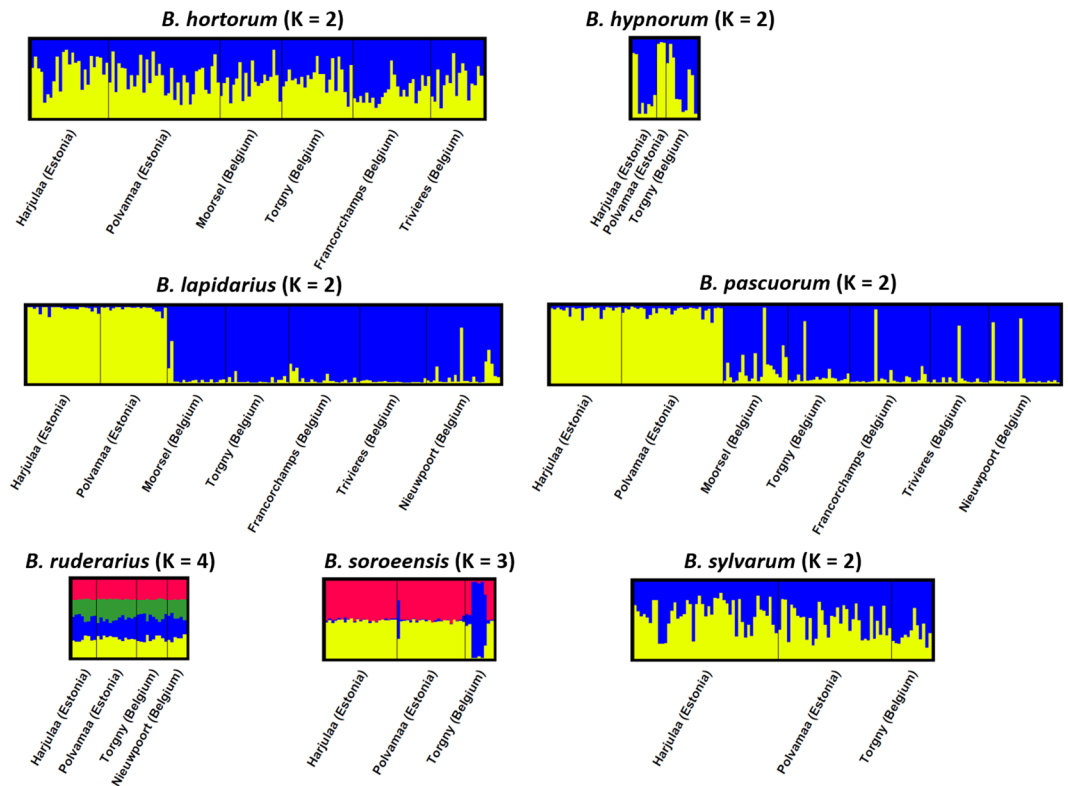 B. hortorum (K = 2)
Harjulaa (Estonia)
Polvamaa (Estonia)
Moorsel (Belgium)
Torgny (Belgium)
Francorchamps (Belgium)
Trivieres (Belgium)
B. hypnorum (K = 2)
Harjulaa (Estonia)
Polvamaa (Estonia)
Torgny (Belgium)
B. lapidarius (K = 2)
Harjulaa (Estonia)
Polvamaa (Estonia)
Moorsel (Belgium)
Torgny (Belgium)
Francorchamps (Belgium)
Trivieres (Belgium)
Nieuwpoort (Belgium)
B. pascuorum (K = 2)
Harjulaa (Estonia)
Polvamaa (Estonia)
Moorsel (Belgium)
Torgny (Belgium)
Francorchamps (Belgium)
Trivieres (Belgium)
Nieuwpoort (Belgium)
B. ruderarius (K = 4)
Harjulaa (Estonia)
Polvamaa (Estonia)
Torgny (Belgium)
Nieuwpoort (Belgium)
B. soroeensis (K = 3)
Harjulaa (Estonia)
Polvamaa (Estonia)
Torgny (Belgium)
B. sylvarum (K = 2)
Harjulaa (Estonia)
Polvamaa (Estonia)
Torgny (Belgium)